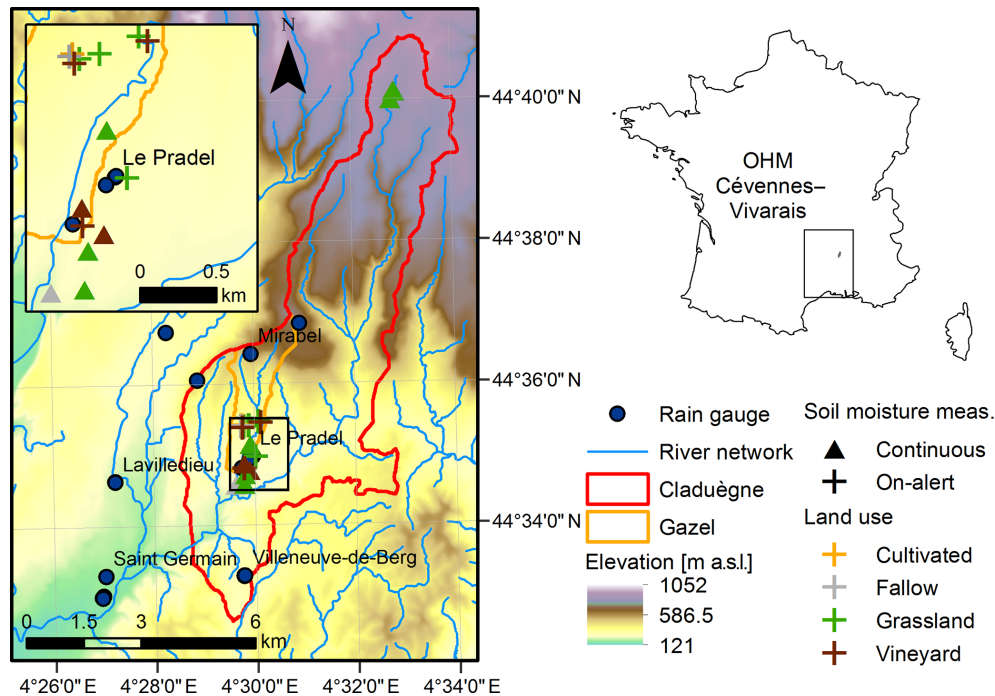 N
Le Pradel
0
0.5
km
Mirabel
Le Pradel
Lavilledieu
Saint Germain
Villeneuve-de-Berg
0
1.5
3
6
km
44°40'0" N
44°38'0" N
44°36'0" N
44°34'0" N
4°26'0" E
4°28'0" E
4°30'0" E
4°32'0" E
4°34'0" E
OHM
Cévennes–
Vivarais
Rain gauge
River network
Claduègne
Gazel
Elevation [m a.s.l.]
1052
586.5
121
Soil moisture meas.
Continuous
On-alert
Land use
Cultivated
Fallow
Grassland
Vineyard